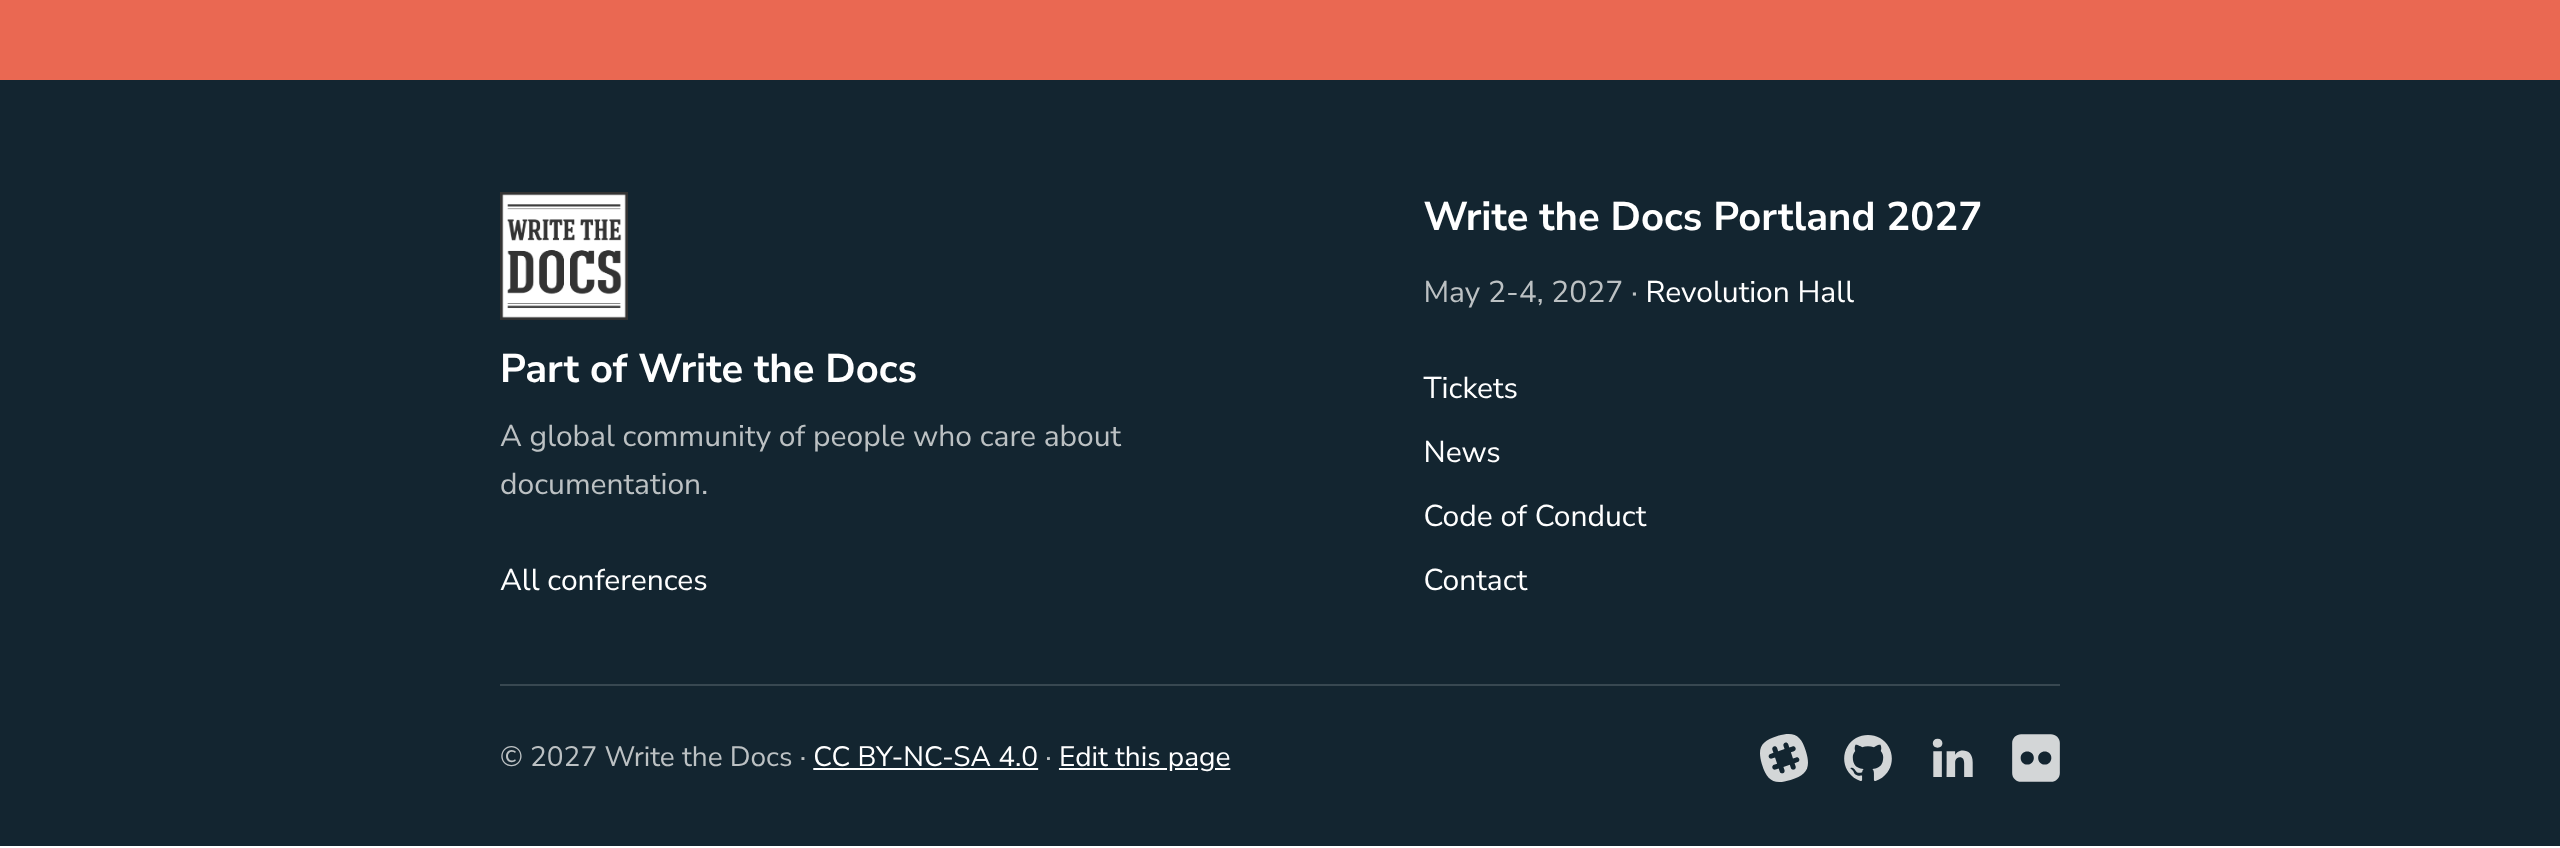 WRITE THE
DOCS
Part of Write the Docs
A global community of people who care about
documentation.
All conferences
Write the Docs Portland 2027
May 2-4, 2027 · Revolution Hall
Tickets
News
Code of Conduct
Contact
© 2027 Write the Docs · CC BY-NC-SA 4.0 · Edit this page
in